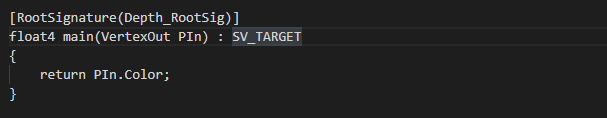 [RootSignature(Depth_RootSig)]
float4 main(VertexOut PIn) : SV_TARGET
{
    return PIn.Color;
}